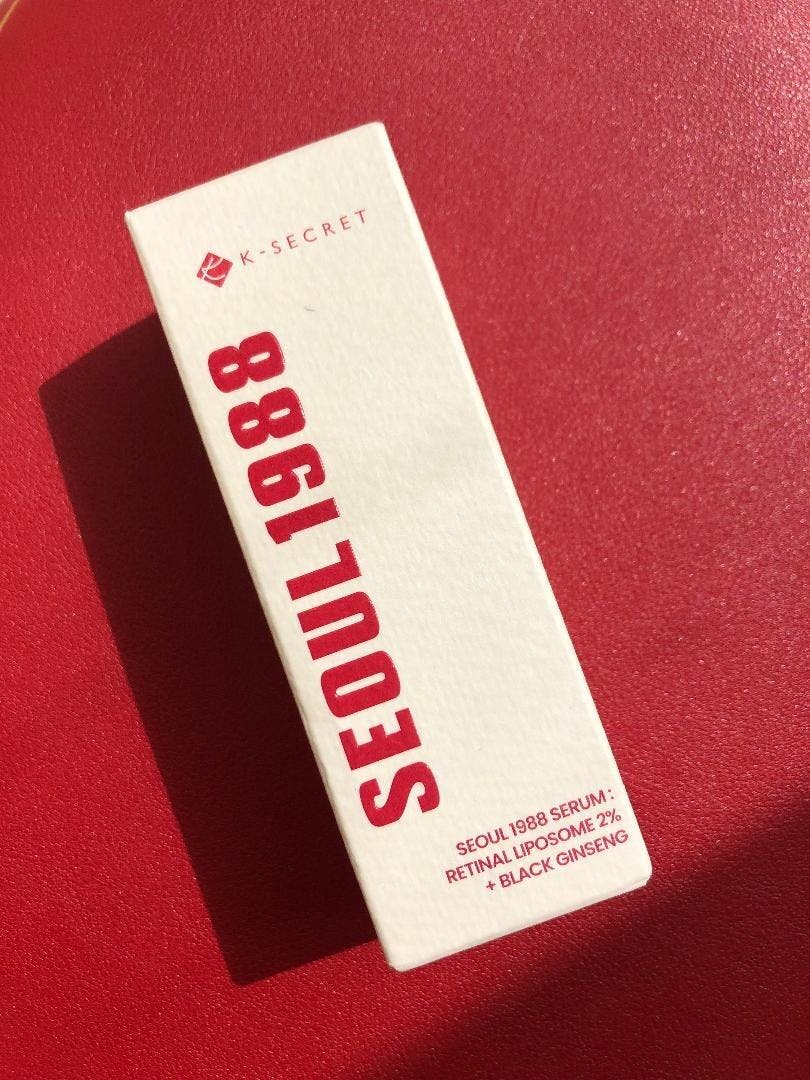 K-SECRET
SEOUL1988
SEOUL 1988 SERUM :
RETINAL LIPOSOME 2%
+ BLACK GINSENG